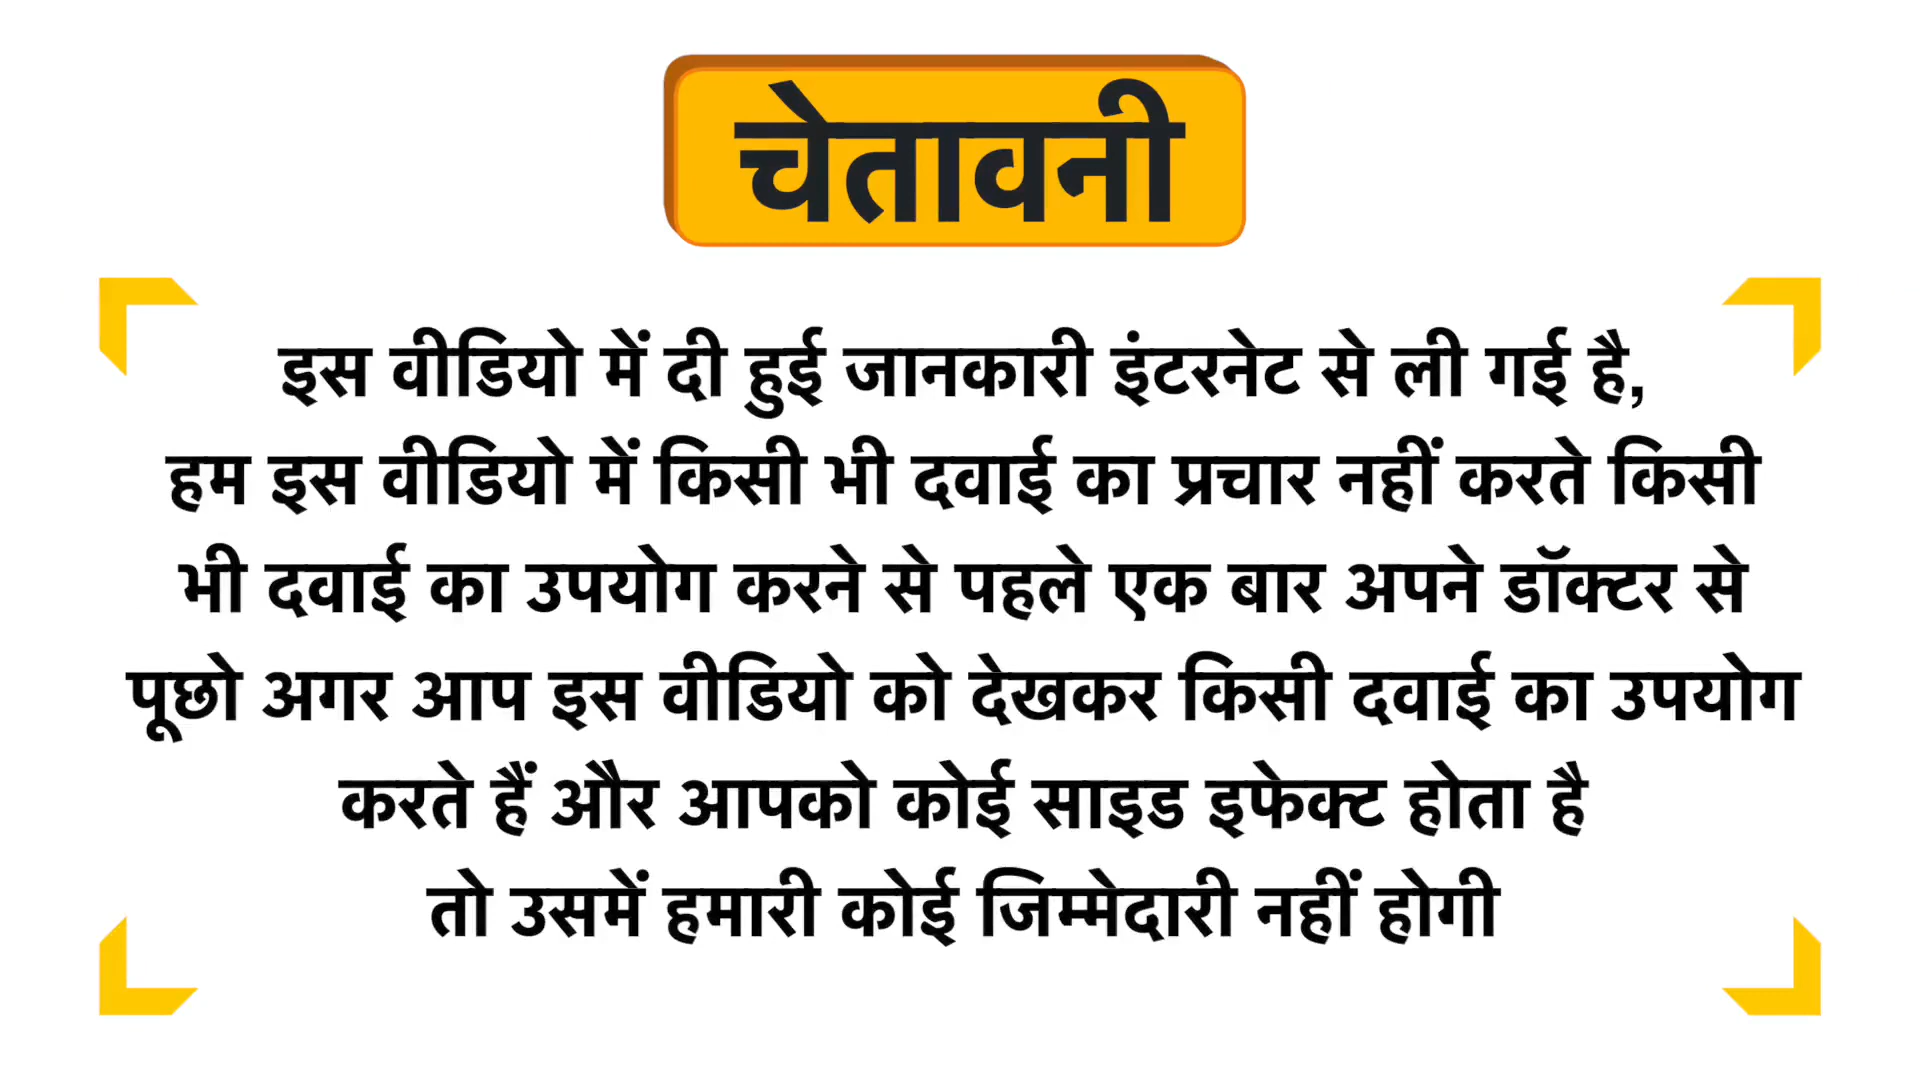 चेतावनी
इस वीडियो में दी हुई जानकारी इंटरनेट से ली गई है,
हम इस वीडियो में किसी भी दवाई का प्रचार नहीं करते किसी
भी दवाई का उपयोग करने से पहले एक बार अपने डॉक्टर से
पूछो अगर आप इस वीडियो को देखकर किसी दवाई का उपयोग
करते हैं और आपको कोई साइड इफेक्ट होता है
तो उसमें हमारी कोई जिम्मेदारी नहीं होगी